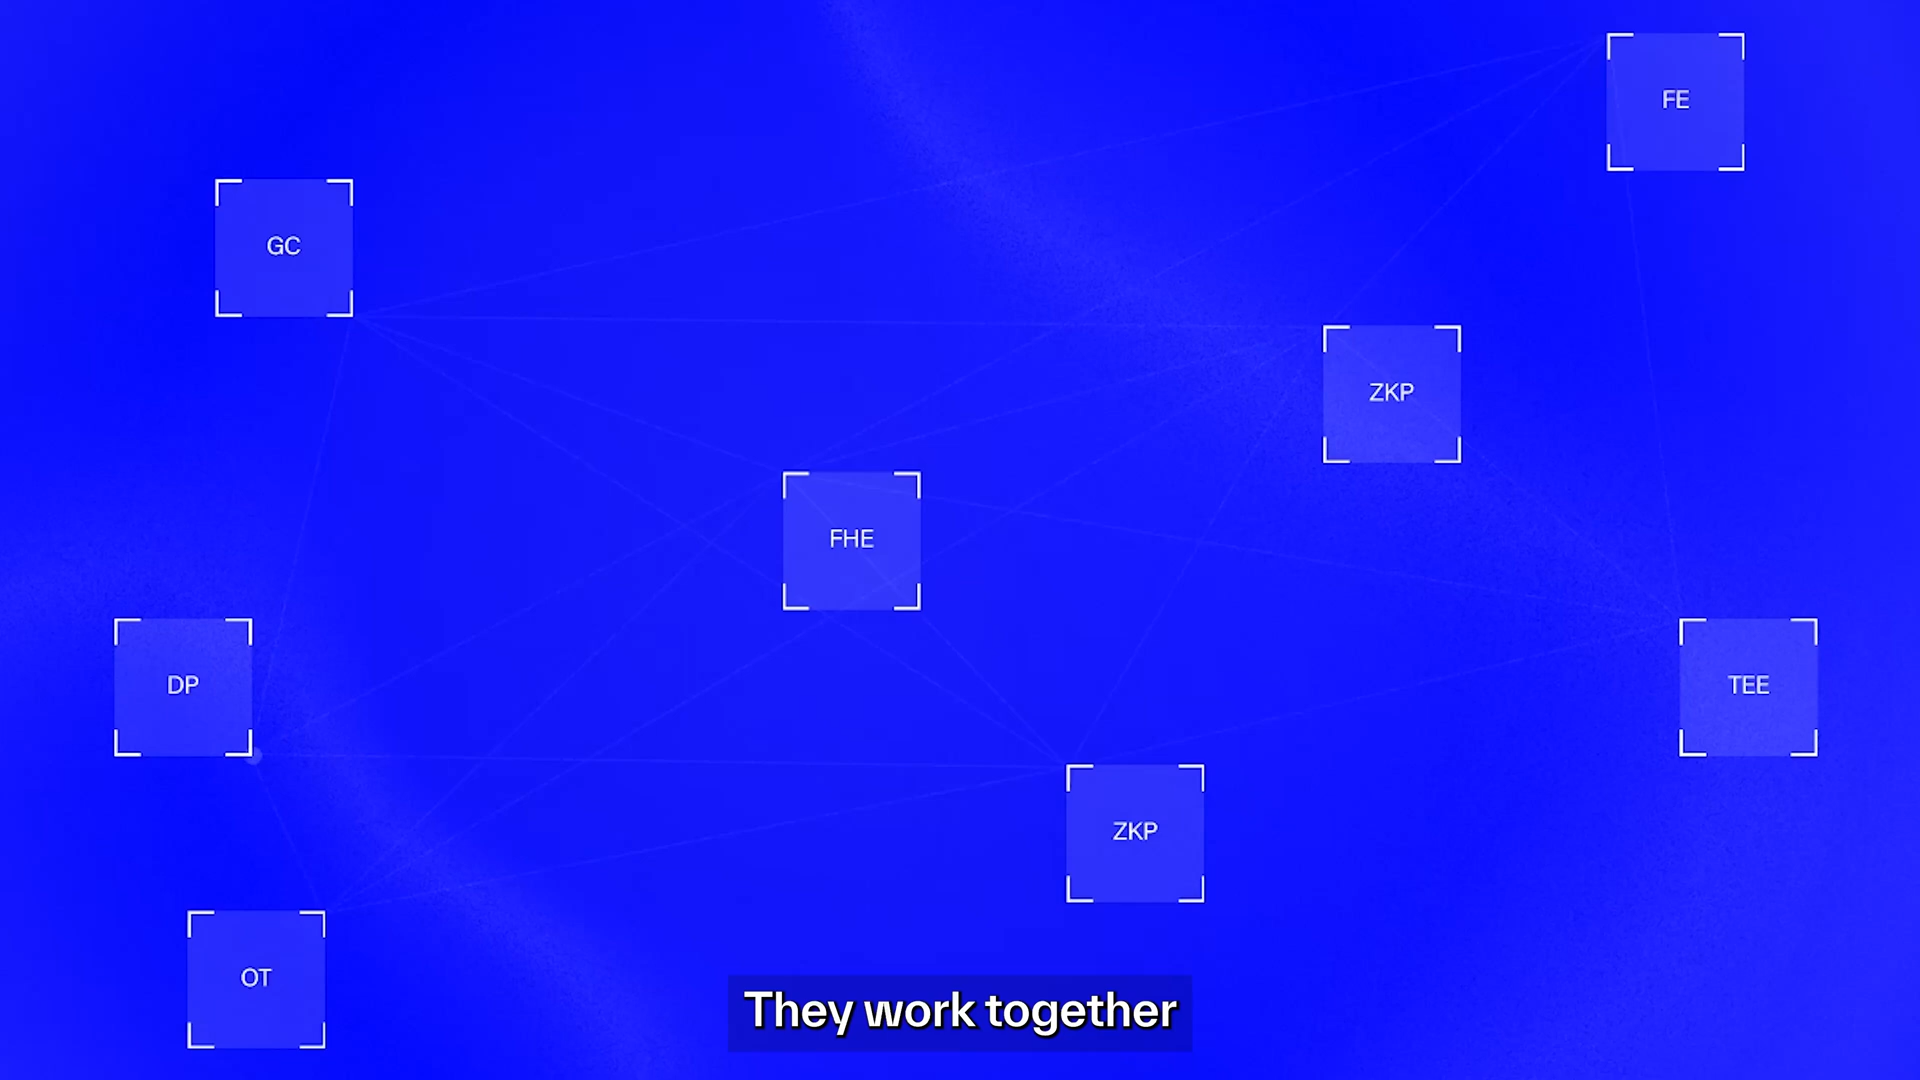 FE
GC
ZKP
FHE
DP
TEE
ZKP
OT
They work together